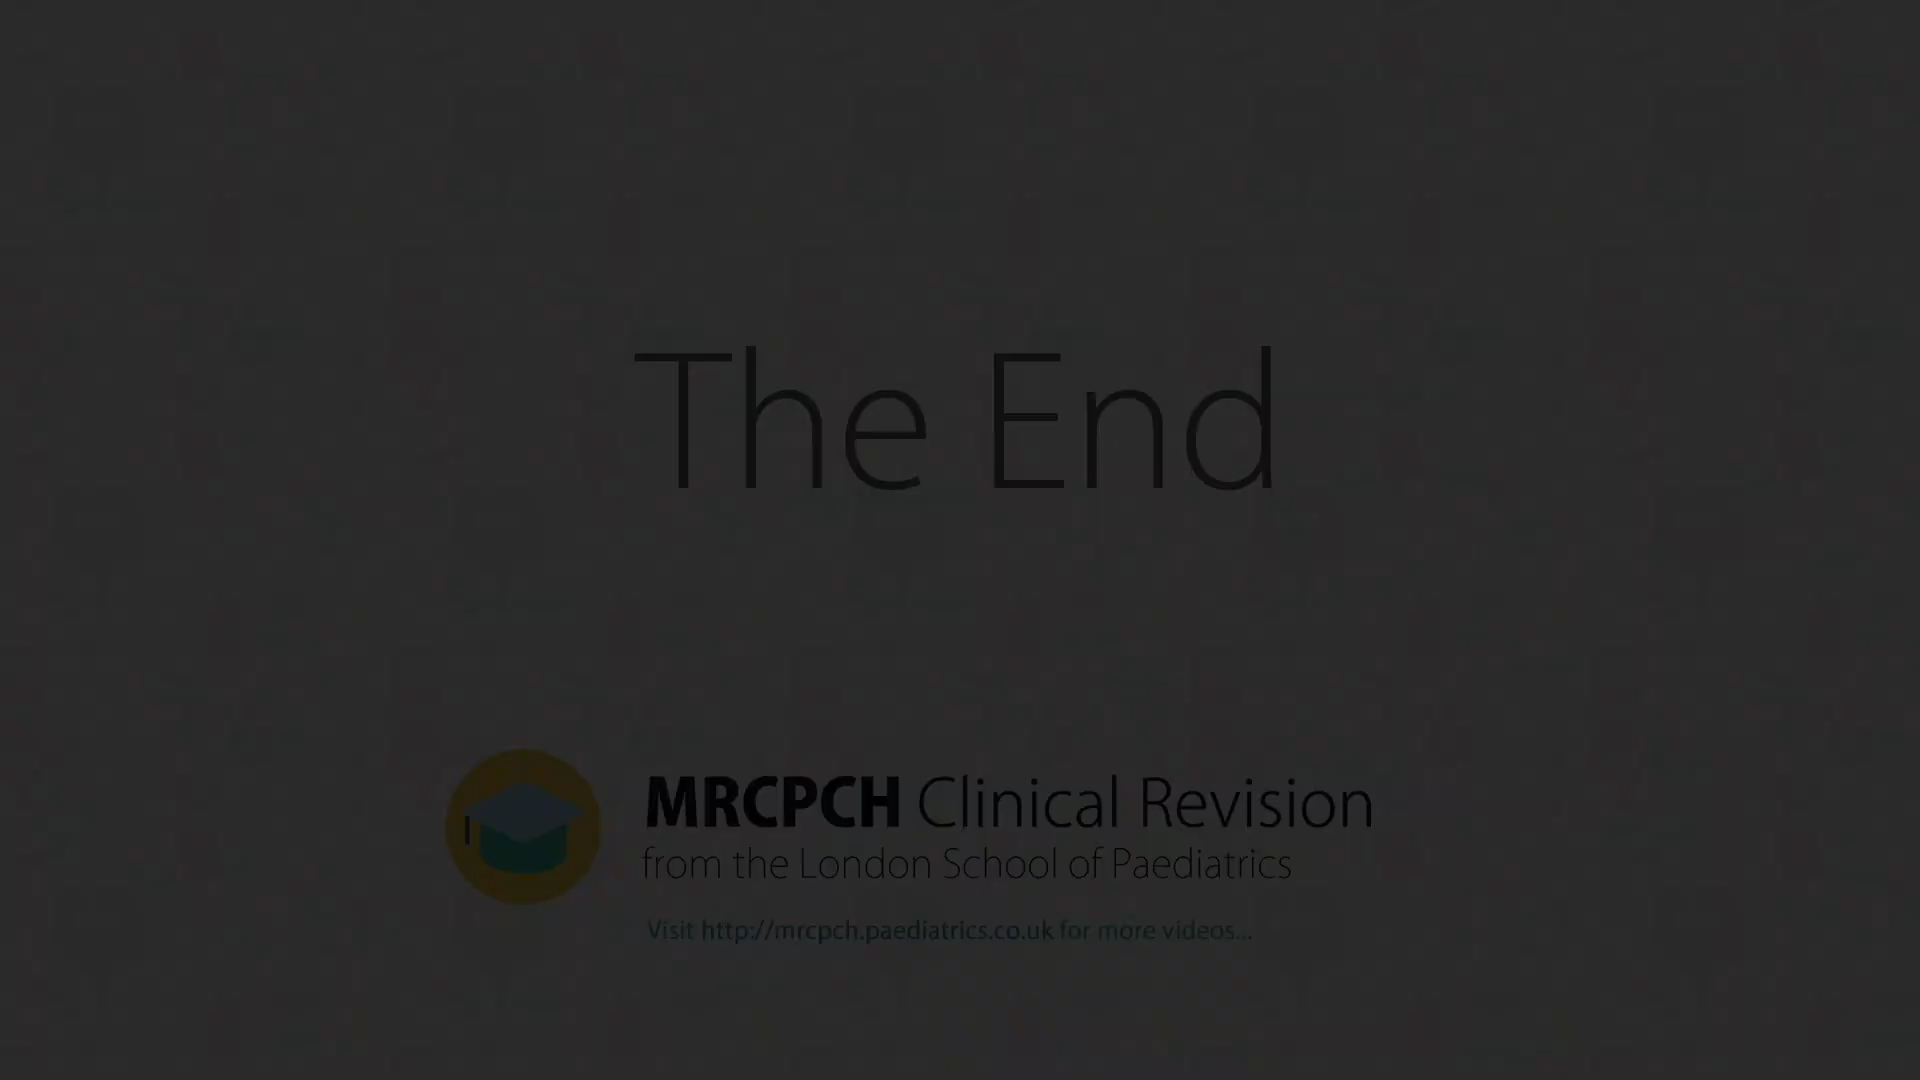 The End
MRCPCH Clinical Revision
from the London School of Paediatrics
Visit http://mrcpch.paediatrics.co.uk for more videos...